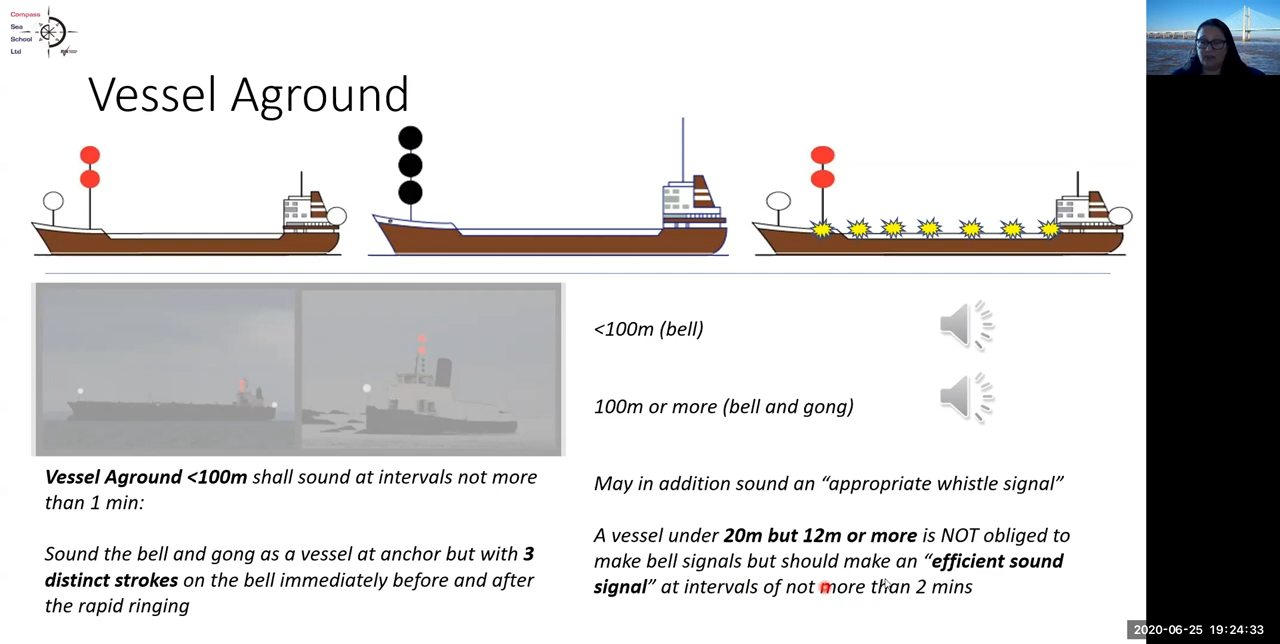 Compass
Sea
School
Ltd
Vessel Aground
<100m (bell)
100m or more (bell and gong)
Vessel Aground <100m shall sound at intervals not more
than 1 min:
Sound the bell and gong as a vessel at anchor but with 3
distinct strokes on the bell immediately before and after
the rapid ringing
May in addition sound an “appropriate whistle signal”
A vessel under 20m but 12m or more is NOT obliged to
make bell signals but should make an “efficient sound
signal” at intervals of not more than 2 mins
2020-06-25 19:24:33